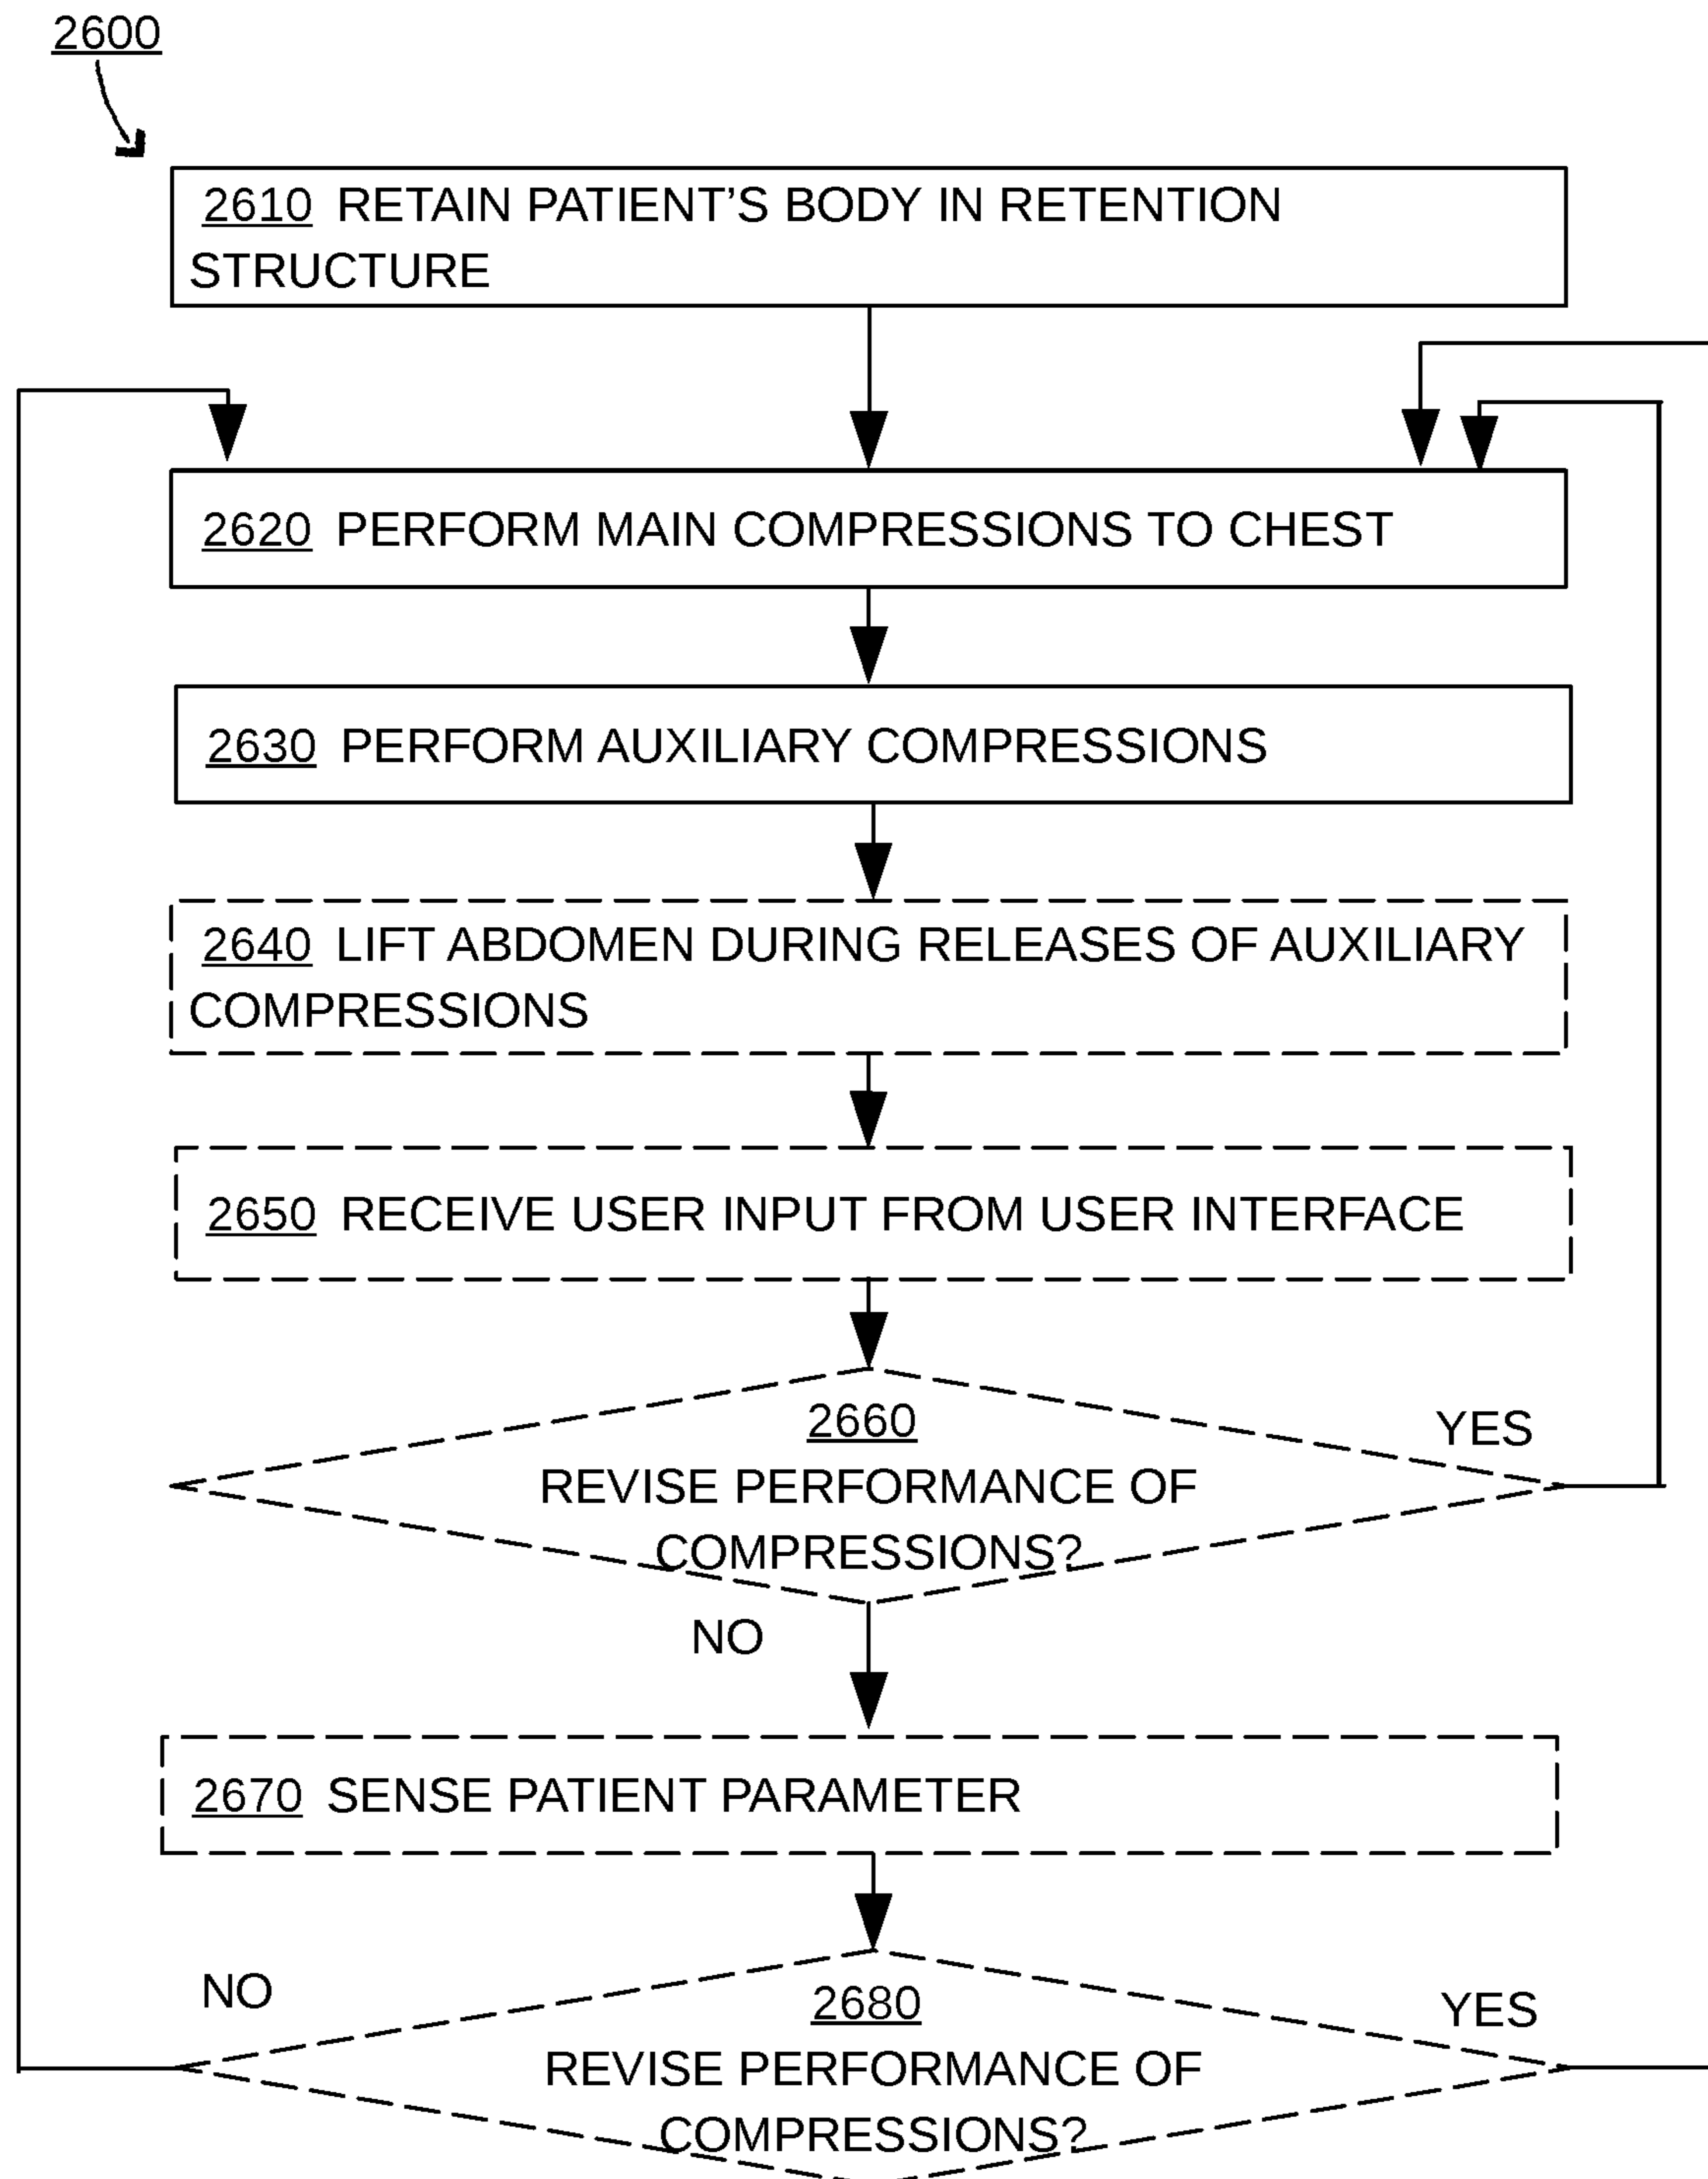 2600
2610 RETAIN PATIENT’S BODY IN RETENTION
STRUCTURE
2620 PERFORM MAIN COMPRESSIONS TO CHEST
2630 PERFORM AUXILIARY COMPRESSIONS
2640 LIFT ABDOMEN DURING RELEASES OF AUXILIARY
COMPRESSIONS
2650 RECEIVE USER INPUT FROM USER INTERFACE
2660
YES
REVISE PERFORMANCE OF
COMPRESSIONS?
NO
2670 SENSE PATIENT PARAMETER
NO
2680
YES
REVISE PERFORMANCE OF
COMPRESSIONS?